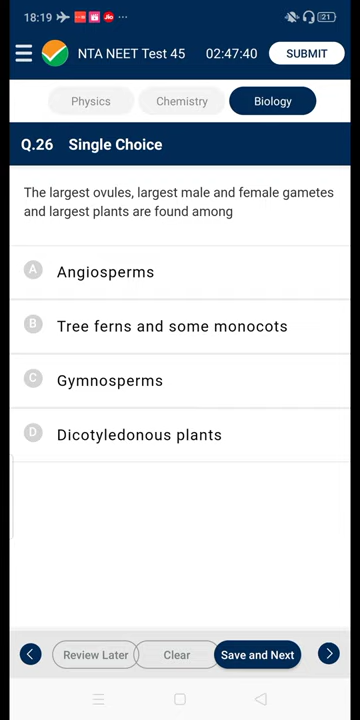 18:19 Jio ... 21
NTA NEET Test 45 02:47:40 SUBMIT
Physics Chemistry Biology
Q.26 Single Choice
The largest ovules, largest male and female gametes
and largest plants are found among
A Angiosperms
B Tree ferns and some monocots
C Gymnosperms
D Dicotyledonous plants
Review Later Clear Save and Next